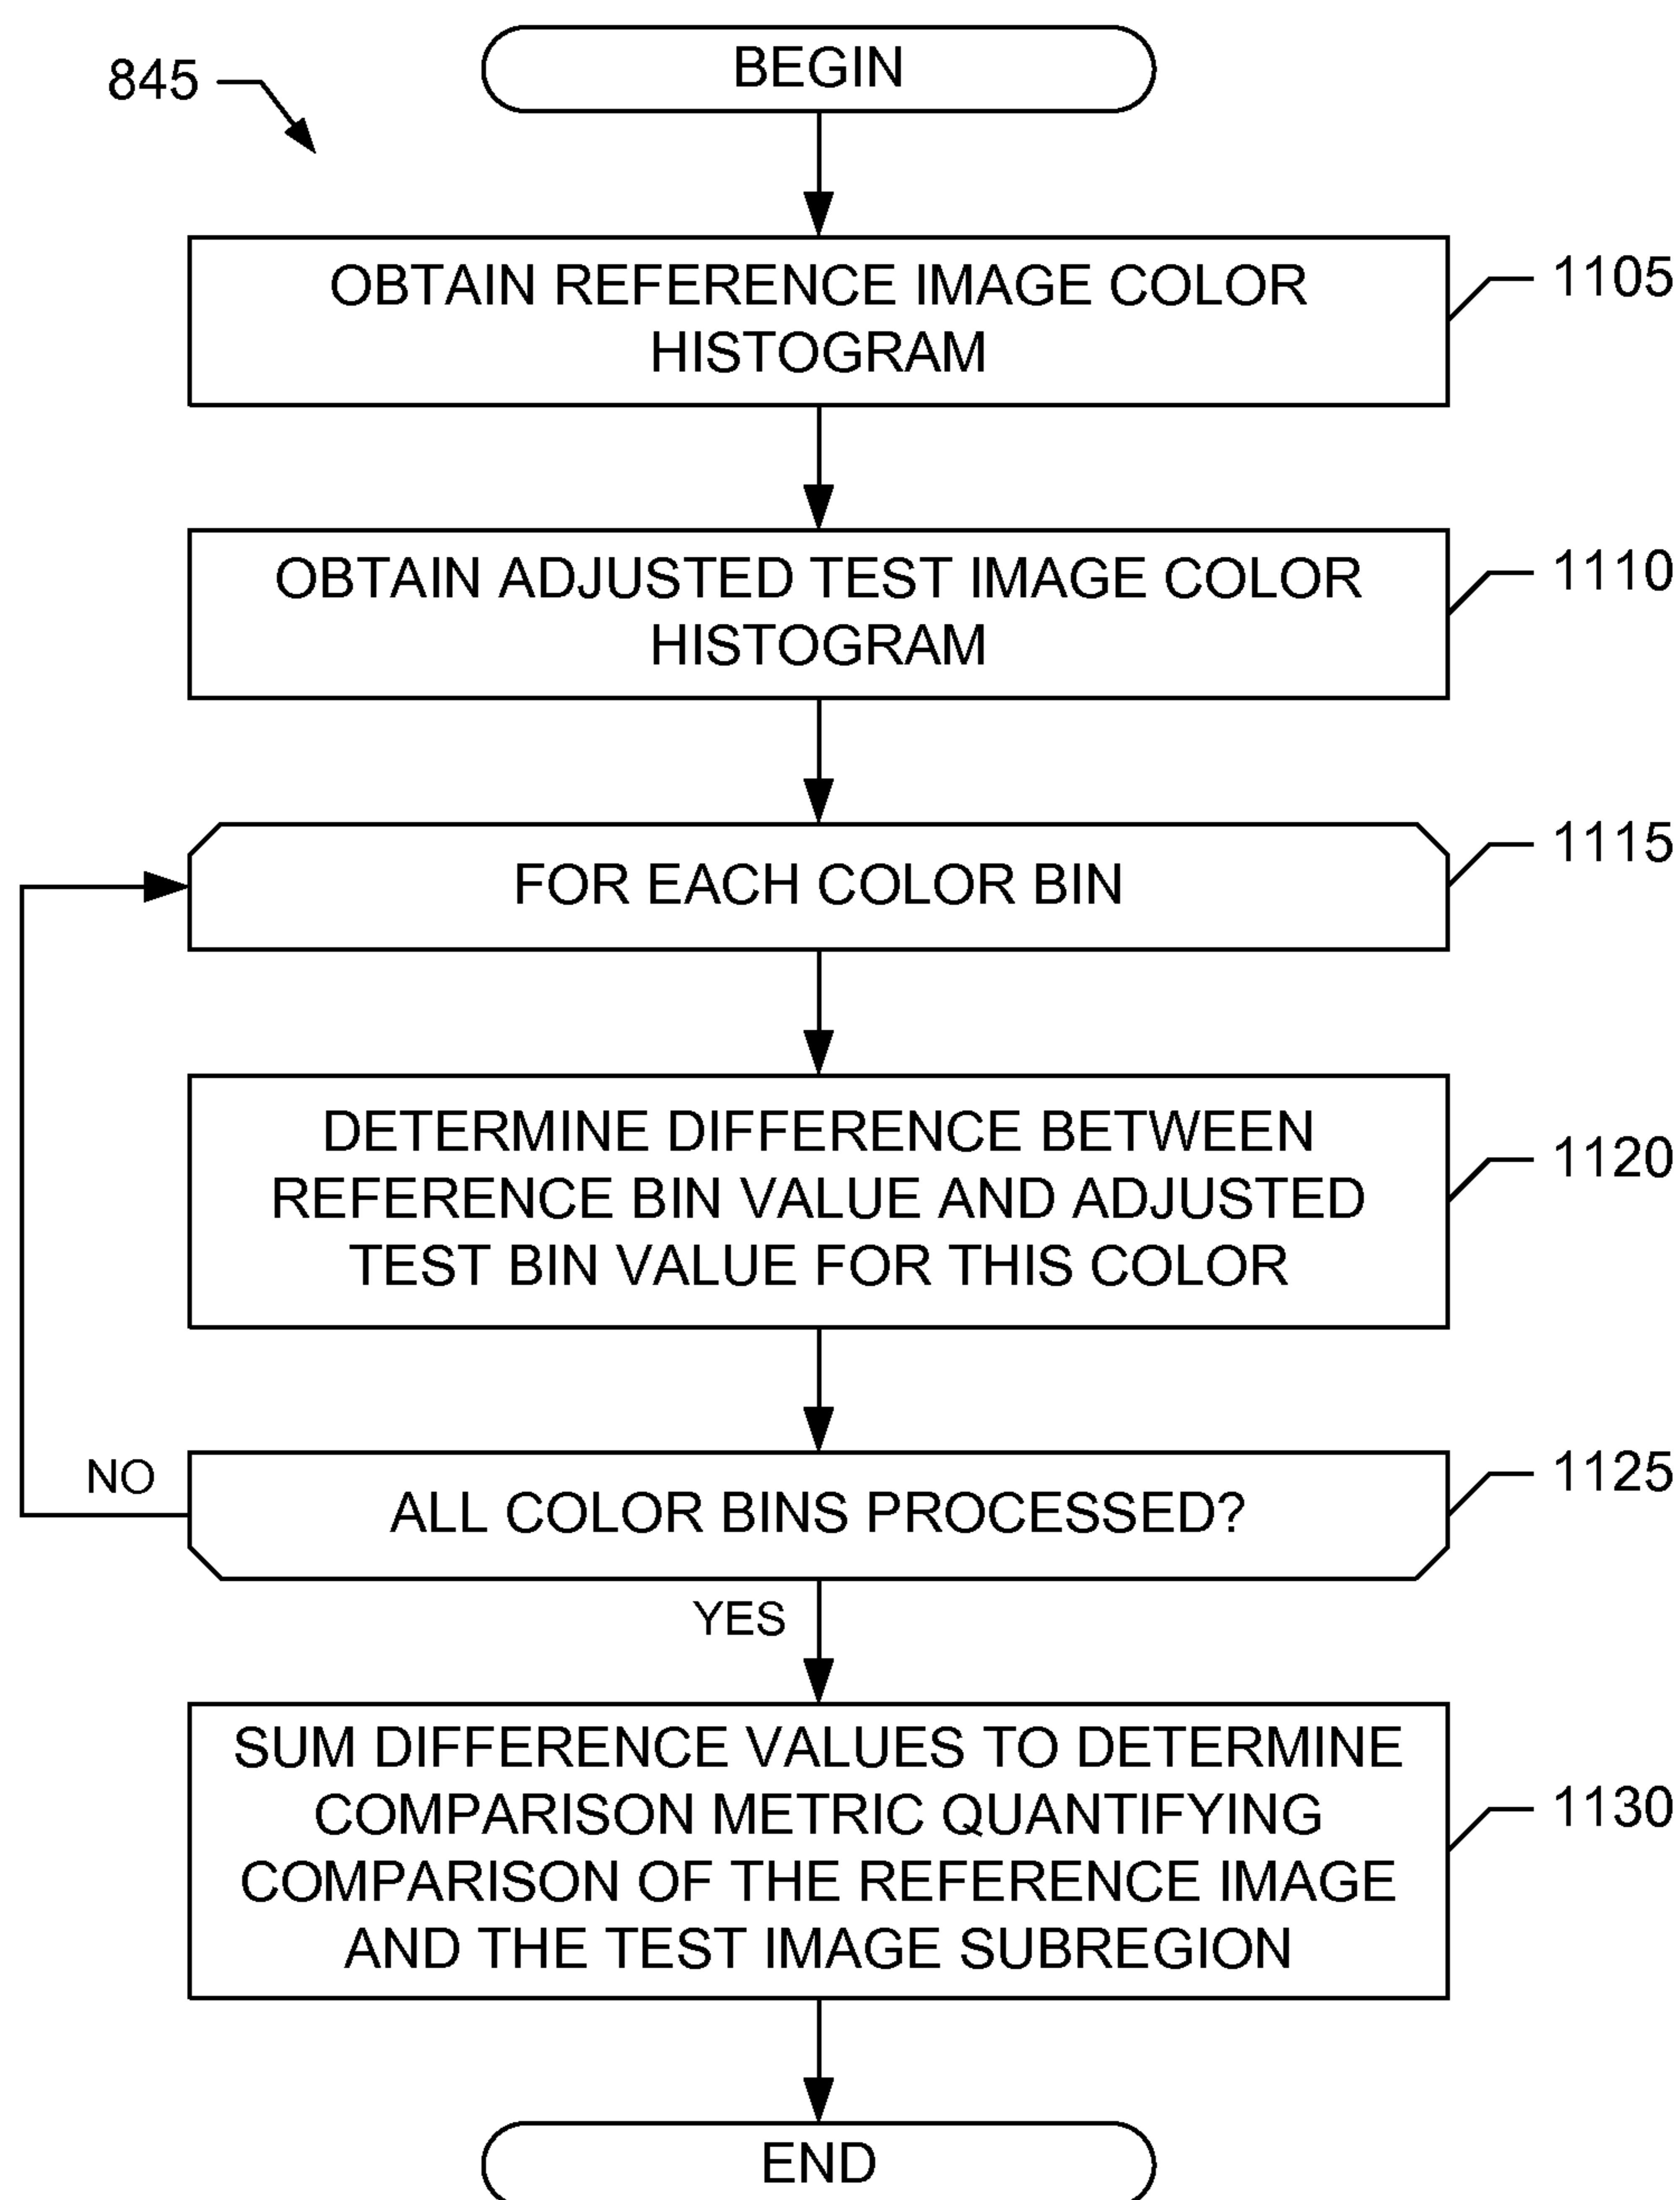 845
BEGIN
OBTAIN REFERENCE IMAGE COLOR
HISTOGRAM
1105
OBTAIN ADJUSTED TEST IMAGE COLOR
HISTOGRAM
1110
FOR EACH COLOR BIN
1115
DETERMINE DIFFERENCE BETWEEN
REFERENCE BIN VALUE AND ADJUSTED
TEST BIN VALUE FOR THIS COLOR
1120
NO
ALL COLOR BINS PROCESSED?
1125
YES
SUM DIFFERENCE VALUES TO DETERMINE
COMPARISON METRIC QUANTIFYING
COMPARISON OF THE REFERENCE IMAGE
AND THE TEST IMAGE SUBREGION
1130
END